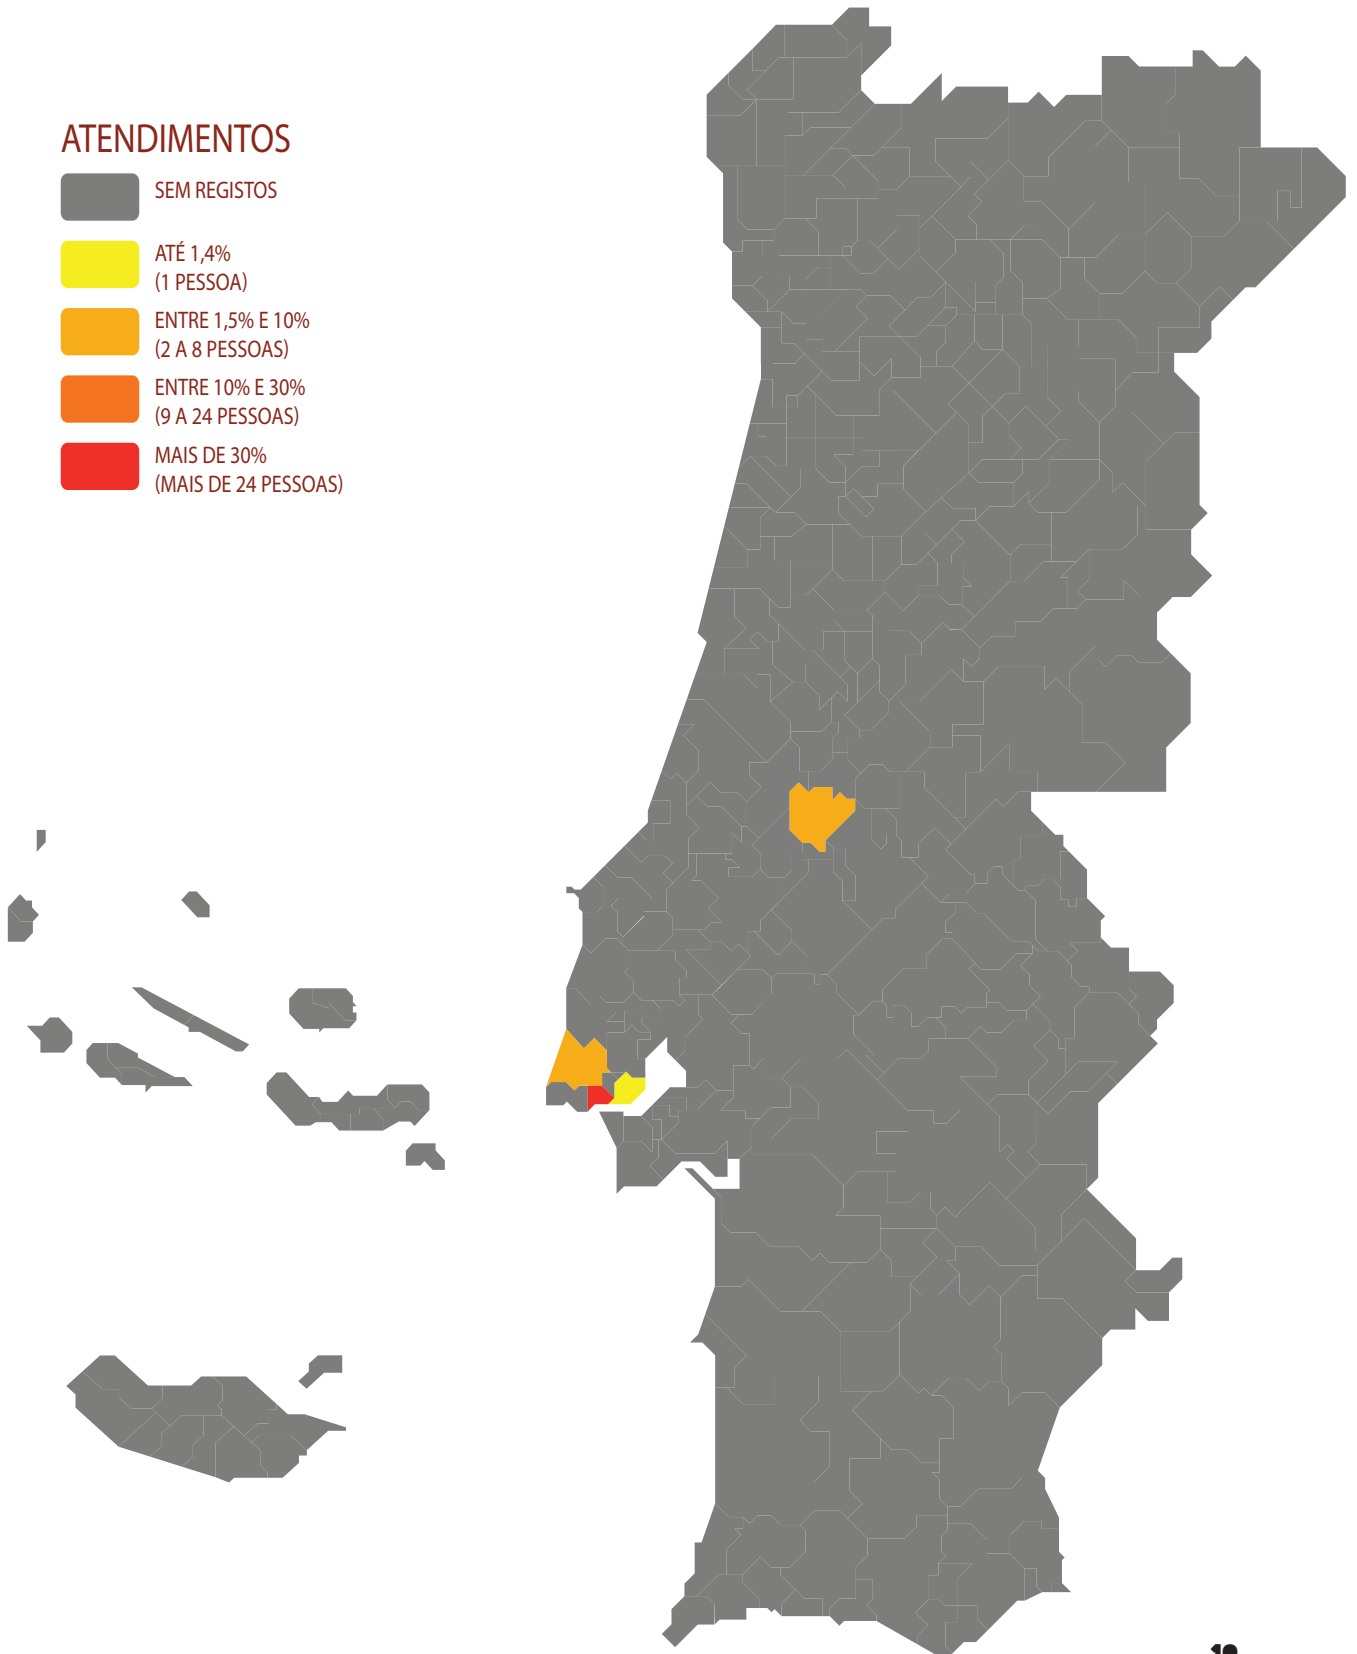 ATENDIMENTOS
SEM REGISTOS
ATÉ 1,4%
(1 PESSOA)
ENTRE 1,5% E 10%
(2 A 8 PESSOAS)
ENTRE 10% E 30%
(9 A 24 PESSOAS)
MAIS DE 30%
(MAIS DE 24 PESSOAS)